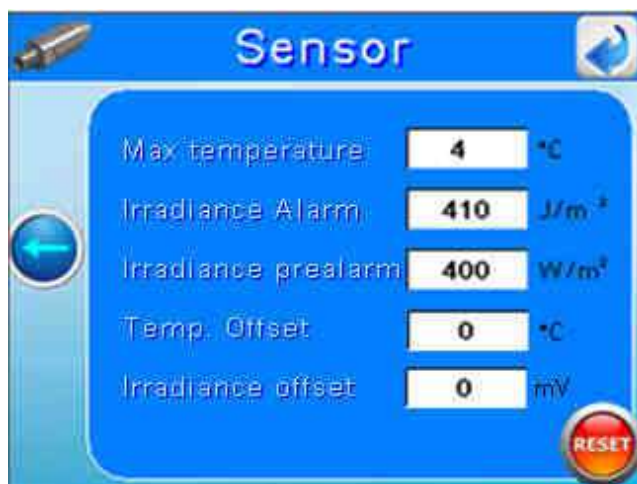 Sensor
Max temperature 4 °C
Irradiance Alarm 410 J/m²
Irradiance prealarm 400 W/m²
Temp. Offset 0 °C
Irradiance offset 0 mV
RESET